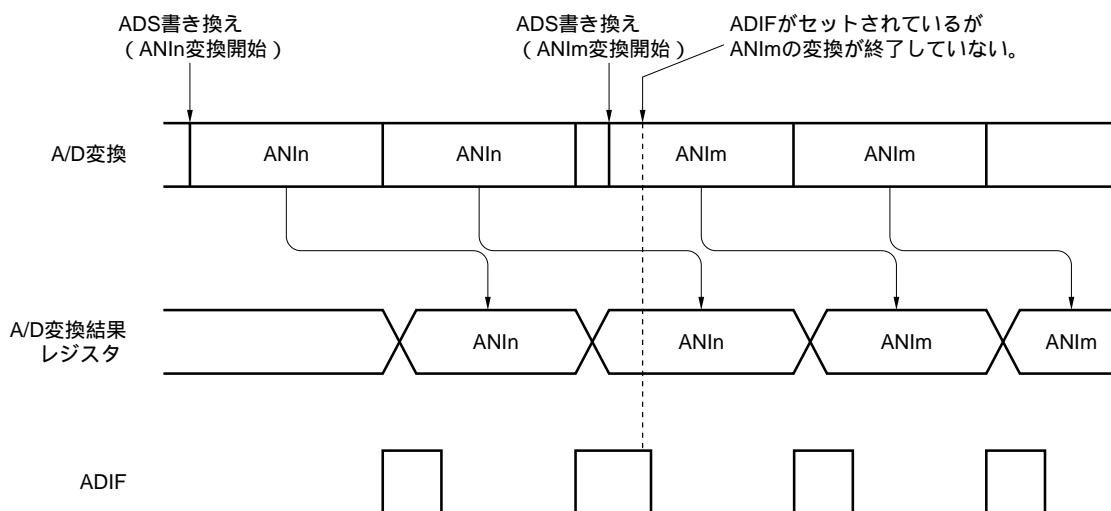 ADS書き換え
（ANIn変換開始）
ADS書き換え
（ANIm変換開始）
ADIFがセットされているが
ANImの変換が終了していない。
A/D変換
ANIn
ANIn
ANIm
ANIm
A/D変換結果
レジスタ
ANIn
ANIn
ANIm
ANIm
ADIF